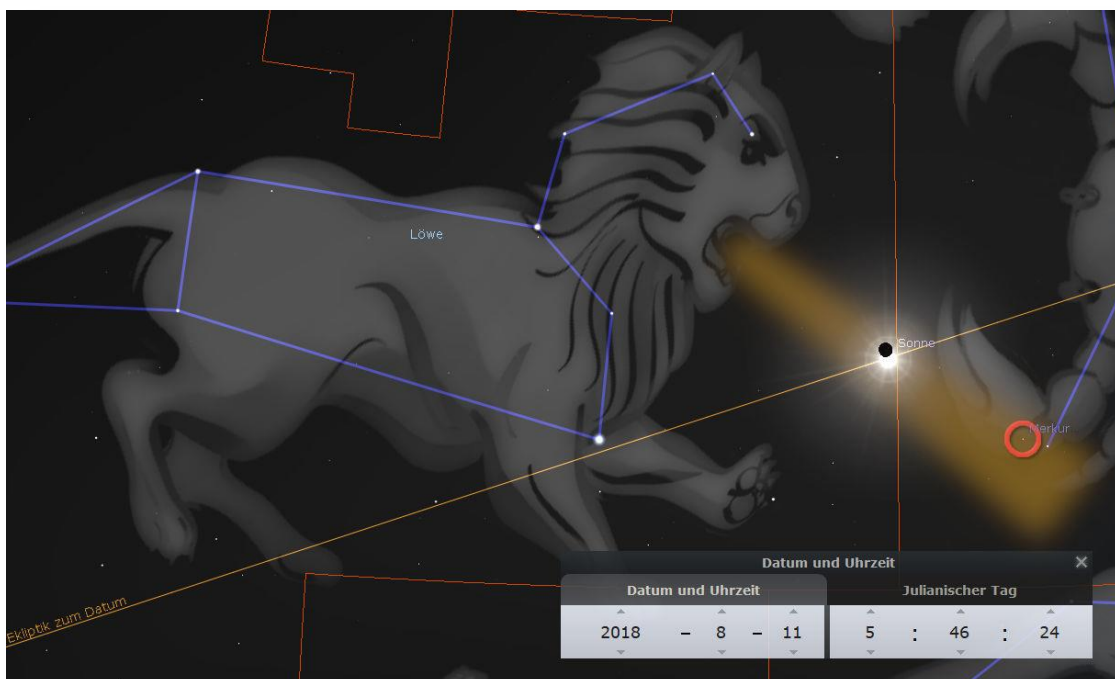 Löwe
Sonne
Merkur
Ekliptik zum Datum
Datum und Uhrzeit
Datum und Uhrzeit
Julianischer Tag
2018 – 8 – 11 5 : 46 : 24